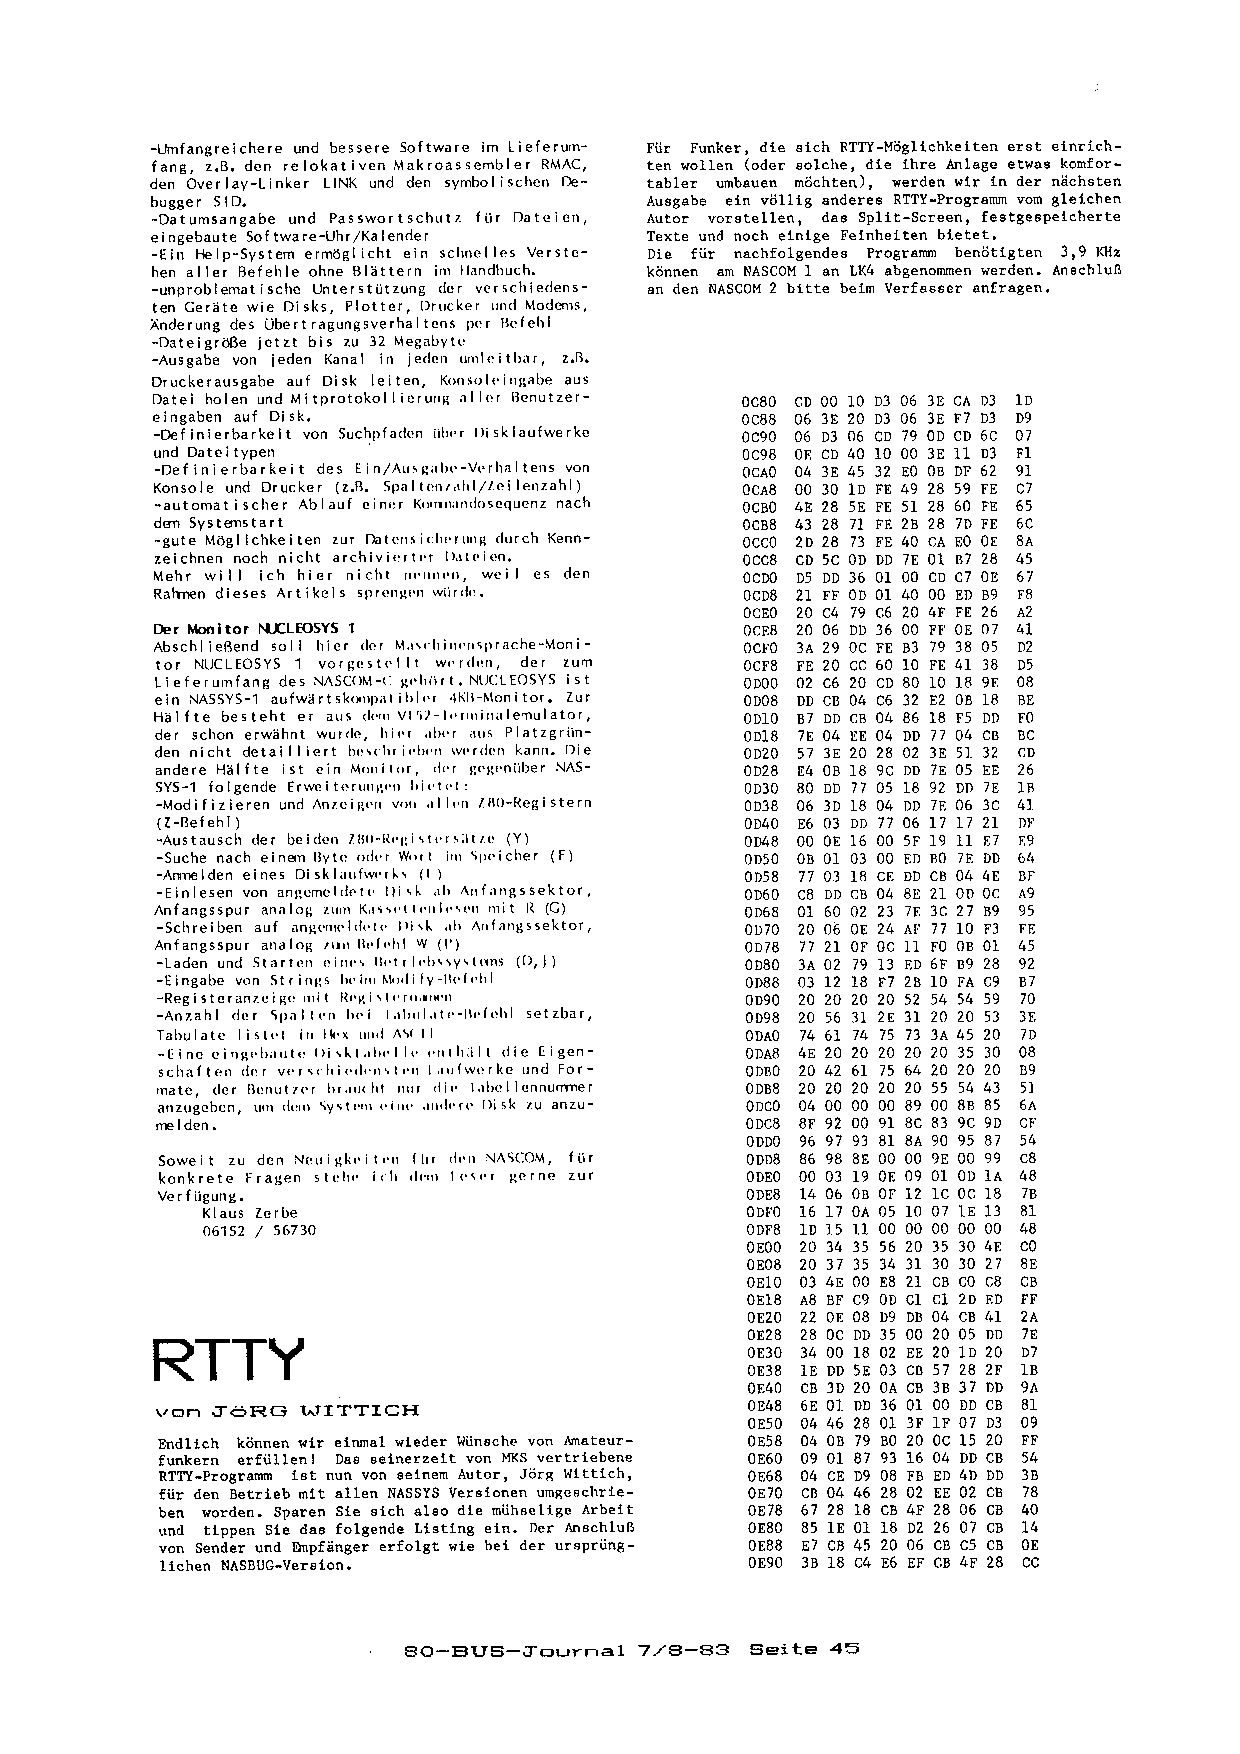 -Umfangreichere und bessere Software im Lieferum-
fang, z.B. den relokativen Makroassembler RMAC,
den Overlay-Linker LINK und den symbolischen De-
bugger SID.
-Datumsangabe und Passwortschutz für Dateien,
eingebaute Software-Uhr/Kalender
-Ein Help-System ermöglicht ein schnelles Verste-
hen aller Befehle ohne Blättern im Handbuch.
-unproblematische Unterstützung der verschiedens-
ten Geräte wie Disks, Plotter, Drucker und Modems,
Änderung des Übertragungsverhaltens per Befehl
-Dateigröße jetzt bis zu 32 Megabyte
-Ausgabe von jeden Kanal in jeden umleitbar, z.B.
Druckerausgabe auf Disk leiten, Konsoleingabe aus
Datei holen und Mitprotokollierung aller Benutzer-
eingaben auf Disk.
-Definierbarkeit von Suchpfaden über Disklaufwerke
und Dateitypen
-Definierbarkeit des Ein/Ausgabe-Verhaltens von
Konsole und Drucker (z.B. Spaltenzahl/Zeilenzahl)
-automatischer Ablauf einer Kommandosequenz nach
dem Systemstart
-gute Möglichkeiten zur Datensicherung durch Kenn-
zeichnen noch nicht archivierter Dateien.
Mehr will ich hier nicht nennen, weil es den
Rahmen dieses Artikels sprengen würde.
Der Monitor NUCLEOSYS 1
Abschließend soll hier der Maschinensprache-Moni-
tor NUCLEOSYS 1 vorgestellt werden, der zum
Lieferumfang des NASCOM-C gehört. NUCLEOSYS ist
ein NASSYS-1 aufwärtskompatibler 4KB-Monitor. Zur
Hälfte besteht er aus dem VT52-Terminalemulator,
der schon erwähnt wurde, hier aber aus Platzgrün-
den nicht detailliert beschrieben werden kann. Die
andere Hälfte ist ein Monitor, der gegenüber NAS-
SYS-1 folgende Erweiterungen bietet:
-Modifizieren und Anzeigen von allen Z80-Registern
(Z-Befehl)
-Austausch der beiden Z80-Registersätze (Y)
-Suche nach einem Byte oder Wort im Speicher (F)
-Anmelden eines Disklaufwerks
-Einlesen von angemeldete Disk ab Anfangssektor,
Anfangsspur analog zum Kassettenlesen mit R (G)
-Schreiben auf angemeldete Disk ab Anfangssektor,
Anfangsspur analog zum Befehl W (P)
-Laden und Starten eines Betriebssystems
-Eingabe von Strings beim Modify-Befehl
-Registeranzeige mit Registernamen
-Anzahl der Spalten bei Tabulate-Befehl setzbar,
Tabulate listet in Hex und ASCII
-Eine eingebaute Disktabelle enthält die Eigen-
schaften der verschiedensten Laufwerke und For-
mate, der Benutzer braucht nur die Tabellennummer
anzugeben, um dem System eine andere Disk zu anzu-
melden.
Soweit zu den Neuigkeiten für den NASCOM, für
konkrete Fragen stehe ich dem Leser gerne zur
Verfügung.
Klaus Zerbe
06152 / 56730
RTTY
von JÖRG WITTICH
Endlich können wir einmal wieder Wünsche von Amateur-
funkern erfüllen! Das seinerzeit von MKS vertriebene
RTTY-Programm ist nun von seinem Autor, Jörg Wittich,
für den Betrieb mit allen NASSYS Versionen umgeschrie-
ben worden. Sparen Sie sich also die mühselige Arbeit
und tippen Sie das folgende Listing ein. Der Anschluß
von Sender und Empfänger erfolgt wie bei der ursprüng-
lichen NASBUG-Version.
Für Funker, die sich RTTY-Möglichkeiten erst einrich-
ten wollen (oder solche, die ihre Anlage etwas komfor-
tabler umbauen möchten), werden wir in der nächsten
Ausgabe ein völlig anderes RTTY-Programm vom gleichen
Autor vorstellen, das Split-Screen, festgespeicherte
Texte und noch einige Feinheiten bietet.
Die für nachfolgendes Programm benötigten 3,9 KHz
können am NASCOM 1 an LK4 abgenommen werden. Anschluß
an den NASCOM 2 bitte beim Verfasser anfragen.
0C80 CD 00 10 D3 06 3E CA D3 1D
0C88 06 3E 20 D3 06 3E F7 D3 D9
0C90 06 D3 06 CD 79 0D CD 6C 07
0C98 0E CD 40 10 00 3E 11 D3 F1
0CA0 04 3E 45 32 E0 0B DF 62 91
0CA8 00 30 1D FE 49 28 59 FE C7
0CB0 4E 28 5E FE 51 28 60 FE 65
0CB8 43 28 71 FE 2B 28 7D FE 6C
0CC0 2D 28 73 FE 40 CA E0 0E 8A
0CC8 CD 5C 0D DD 7E 01 B7 28 45
0CD0 D5 DD 36 01 00 CD C7 0E 67
0CD8 21 FF 0D 01 40 00 ED B9 F8
0CE0 20 C4 79 C6 20 4F FE 26 A2
0CE8 20 06 DD 36 00 FF 0E 07 41
0CF0 3A 29 0C FE B3 79 38 05 D2
0CF8 FE 20 CC 60 10 FE 41 38 D5
0D00 02 C6 20 CD 80 10 18 9E 08
0D08 DD CB 04 C6 32 E2 0B 18 BE
0D10 B7 DD CB 04 86 18 F5 DD F0
0D18 7E 04 EE 04 DD 77 04 CB BC
0D20 57 3E 20 28 02 3E 51 32 CD
0D28 E4 0B 18 9C DD 7E 05 EE 26
0D30 80 DD 77 05 18 92 DD 7E 1B
0D38 06 3D 18 04 DD 7E 06 3C 41
0D40 E6 03 DD 77 06 17 17 21 DF
0D48 00 0E 16 00 5F 19 11 E7 E9
0D50 0B 01 03 00 ED B0 7E DD 64
0D58 77 03 18 CE DD CB 04 4E BF
0D60 C8 DD CB 04 8E 21 0D 0C A9
0D68 01 60 02 23 7E 3C 27 B9 95
0D70 20 06 0E 24 AF 77 10 F3 FE
0D78 77 21 0F 0C 11 F0 0B 01 45
0D80 3A 02 79 13 ED 6F B9 28 92
0D88 03 12 18 F7 2B 10 FA C9 B7
0D90 20 20 20 20 52 54 54 59 70
0D98 20 56 31 2E 31 20 20 53 3E
0DA0 74 61 74 75 73 3A 45 20 7D
0DA8 4E 20 20 20 20 20 35 30 08
0DB0 20 42 61 75 64 20 20 20 B9
0DB8 20 20 20 20 20 55 54 43 51
0DC0 04 00 00 00 89 00 8B 85 6A
0DC8 8F 92 00 91 8C 83 9C 9D CF
0DD0 96 97 93 81 8A 90 95 87 54
0DD8 86 98 8E 00 00 9E 00 99 C8
0DE0 00 03 19 0E 09 01 0D 1A 48
0DE8 14 06 0B 0F 12 1C 0C 18 7B
0DF0 16 17 0A 05 10 07 1E 13 81
0DF8 1D 15 11 00 00 00 00 00 48
0E00 20 34 35 56 20 35 30 4E C0
0E08 20 37 35 34 31 30 30 27 8E
0E10 03 4E 00 E8 21 CB C0 C8 CB
0E18 A8 BF C9 0D C1 C1 2D ED FF
0E20 22 0E 08 D9 DB 04 CB 41 2A
0E28 28 0C DD 35 00 20 05 DD 7E
0E30 34 00 18 02 EE 20 1D 20 D7
0E38 1E DD 5E 03 CB 57 28 2F 1B
0E40 CB 3D 20 0A CB 3B 37 DD 9A
0E48 6E 01 DD 36 01 00 DD CB 81
0E50 04 46 28 01 3F 1F 07 D3 09
0E58 04 0B 79 B0 20 0C 15 20 FF
0E60 09 01 87 93 16 04 DD CB 54
0E68 04 CE D9 08 FB ED 4D DD 3B
0E70 CB 04 46 28 02 EE 02 CB 78
0E78 67 28 18 CB 4F 28 06 CB 40
0E80 85 1E 01 18 D2 26 07 CB 14
0E88 E7 CB 45 20 06 CB C5 CB 0E
0E90 3B 18 C4 E6 EF CB 4F 28 CC
80-BUS-Journal 7/8-83 Seite 45